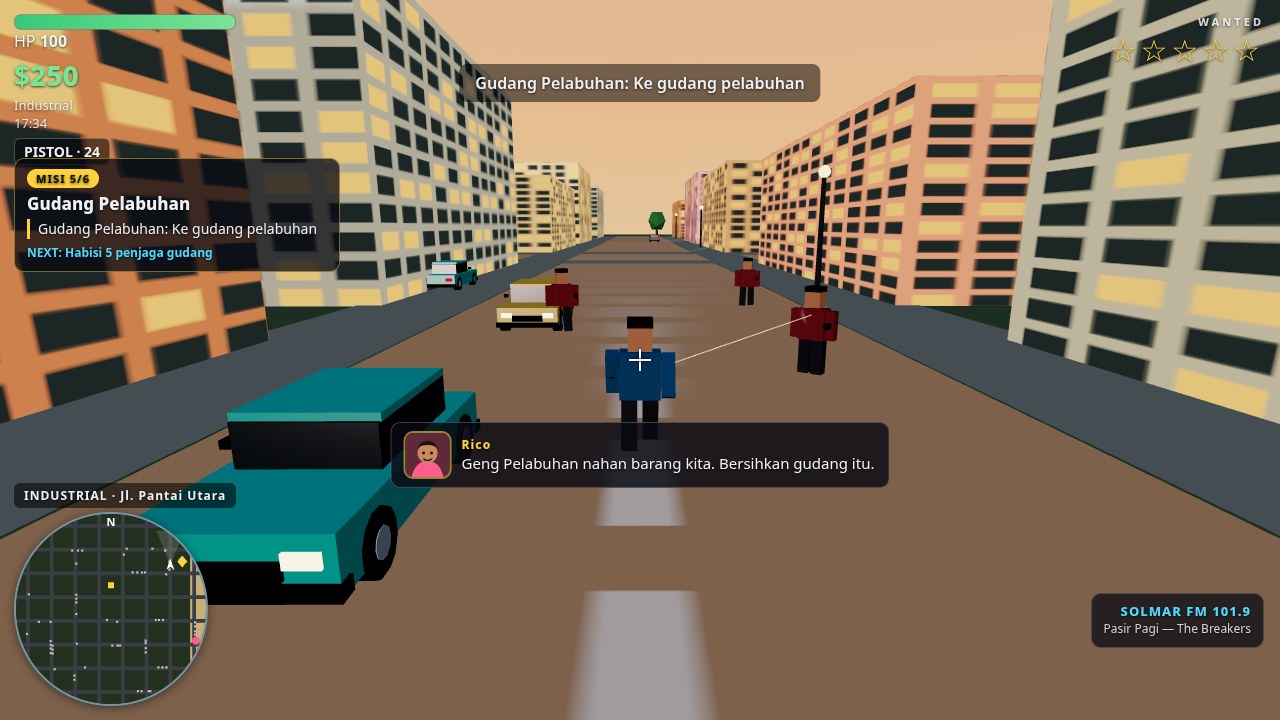 HP 100
$250
Industrial
17:34
PISTOL · 24
MISI 5/6
Gudang Pelabuhan
Gudang Pelabuhan: Ke gudang pelabuhan
NEXT: Habisi 5 penjaga gudang
Gudang Pelabuhan: Ke gudang pelabuhan
WANTED
Rico
Geng Pelabuhan nahan barang kita. Bersihkan gudang itu.
INDUSTRIAL · Jl. Pantai Utara
N
SOLMAR FM 101.9
Pasir Pagi — The Breakers